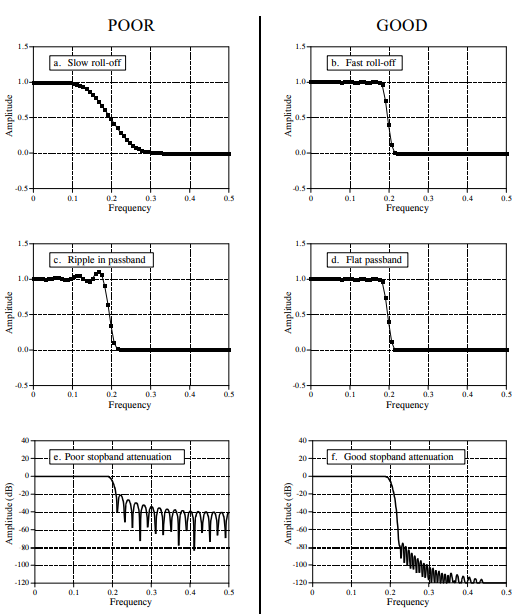 POOR
GOOD
1.5
1.0
0.5
0.0
-0.5
a. Slow roll-off
0 0.1 0.2 0.3 0.4 0.5
Frequency
Amplitude
1.5
1.0
0.5
0.0
-0.5
b. Fast roll-off
0 0.1 0.2 0.3 0.4 0.5
Frequency
Amplitude
1.5
1.0
0.5
0.0
-0.5
c. Ripple in passband
0 0.1 0.2 0.3 0.4 0.5
Frequency
Amplitude
1.5
1.0
0.5
0.0
-0.5
d. Flat passband
0 0.1 0.2 0.3 0.4 0.5
Frequency
Amplitude
40
20
0
-20
-40
-60
-80
-100
-120
e. Poor stopband attenuation
0 0.1 0.2 0.3 0.4 0.5
Frequency
Amplitude (dB)
40
20
0
-20
-40
-60
-80
-100
-120
f. Good stopband attenuation
0 0.1 0.2 0.3 0.4 0.5
Frequency
Amplitude (dB)